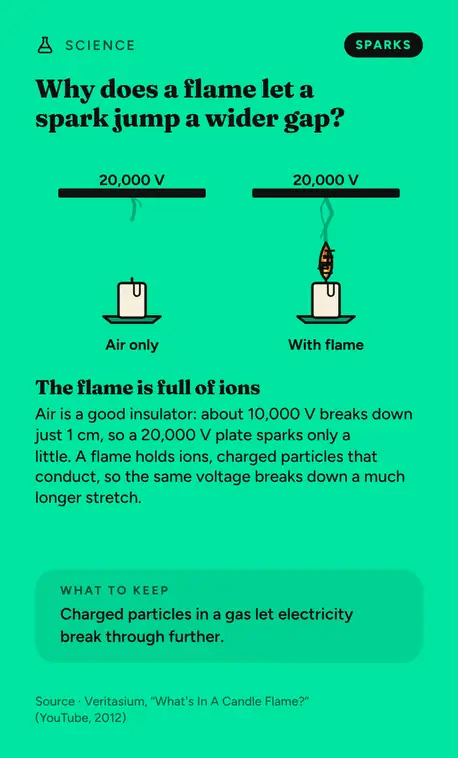 SCIENCE
SPARKS
Why does a flame let a
spark jump a wider gap?
20,000 V
20,000 V
Air only
With flame
The flame is full of ions
Air is a good insulator: about 10,000 V breaks down
just 1 cm, so a 20,000 V plate sparks only a
little. A flame holds ions, charged particles that
conduct, so the same voltage breaks down a much
longer stretch.
WHAT TO KEEP
Charged particles in a gas let electricity
break through further.
Source · Veritasium, "What's In A Candle Flame?"
(YouTube, 2012)